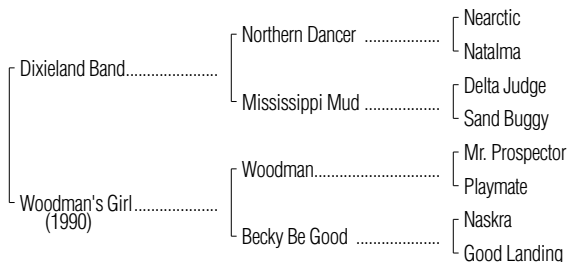 Nearctic
Northern Dancer ..................
Natalma
Dixieland Band......................
Delta Judge
Mississippi Mud ..................
Sand Buggy
Mr. Prospector
Woodman..............................
Playmate
Woodman's Girl....................
(1990)
Naskra
Becky Be Good ....................
Good Landing